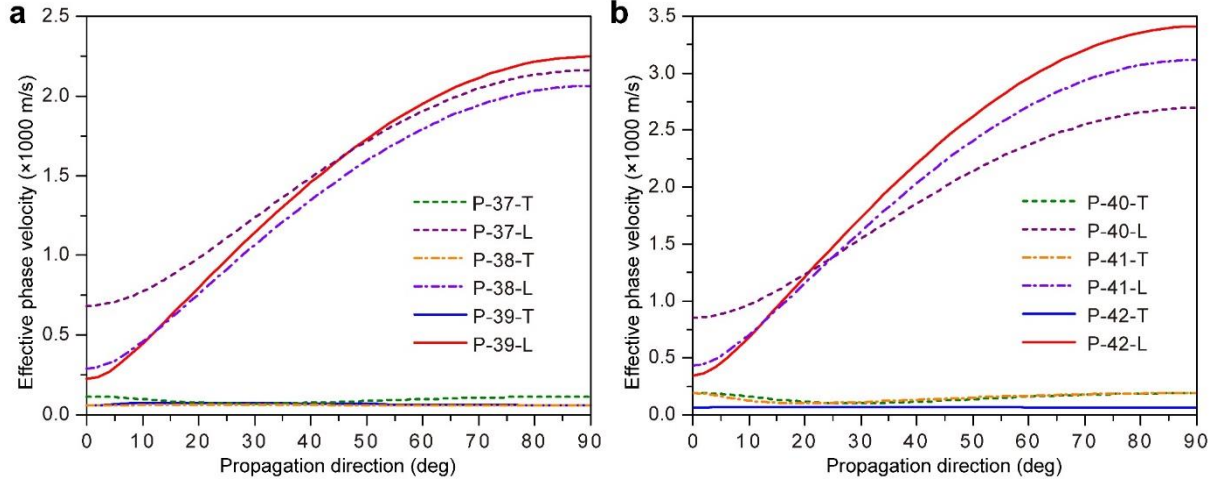 a
Effective phase velocity (×1000 m/s)
2.5
2.0
1.5
1.0
0.5
0.0
P-37-T
P-37-L
P-38-T
P-38-L
P-39-T
P-39-L
0 10 20 30 40 50 60 70 80 90
Propagation direction (deg)
b
Effective phase velocity (×1000 m/s)
3.5
3.0
2.5
2.0
1.5
1.0
0.5
0.0
P-40-T
P-40-L
P-41-T
P-41-L
P-42-T
P-42-L
0 10 20 30 40 50 60 70 80 90
Propagation direction (deg)